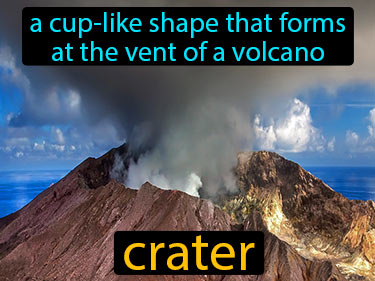 a cup-like shape that forms
at the vent of a volcano
crater